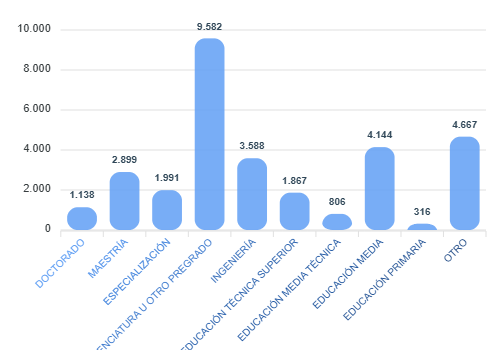 10.000
8.000
6.000
4.000
2.000
0
1.138
2.899
1.991
9.582
3.588
1.867
806
4.144
316
4.667
DOCTORADO
MAESTRÍA
ESPECIALIZACIÓN
ENCIATURA U OTRO PREGRADO
INGENIERÍA
EDUCACIÓN TÉCNICA SUPERIOR
EDUCACIÓN MEDIA TÉCNICA
EDUCACIÓN MEDIA
EDUCACIÓN PRIMARIA
OTRO